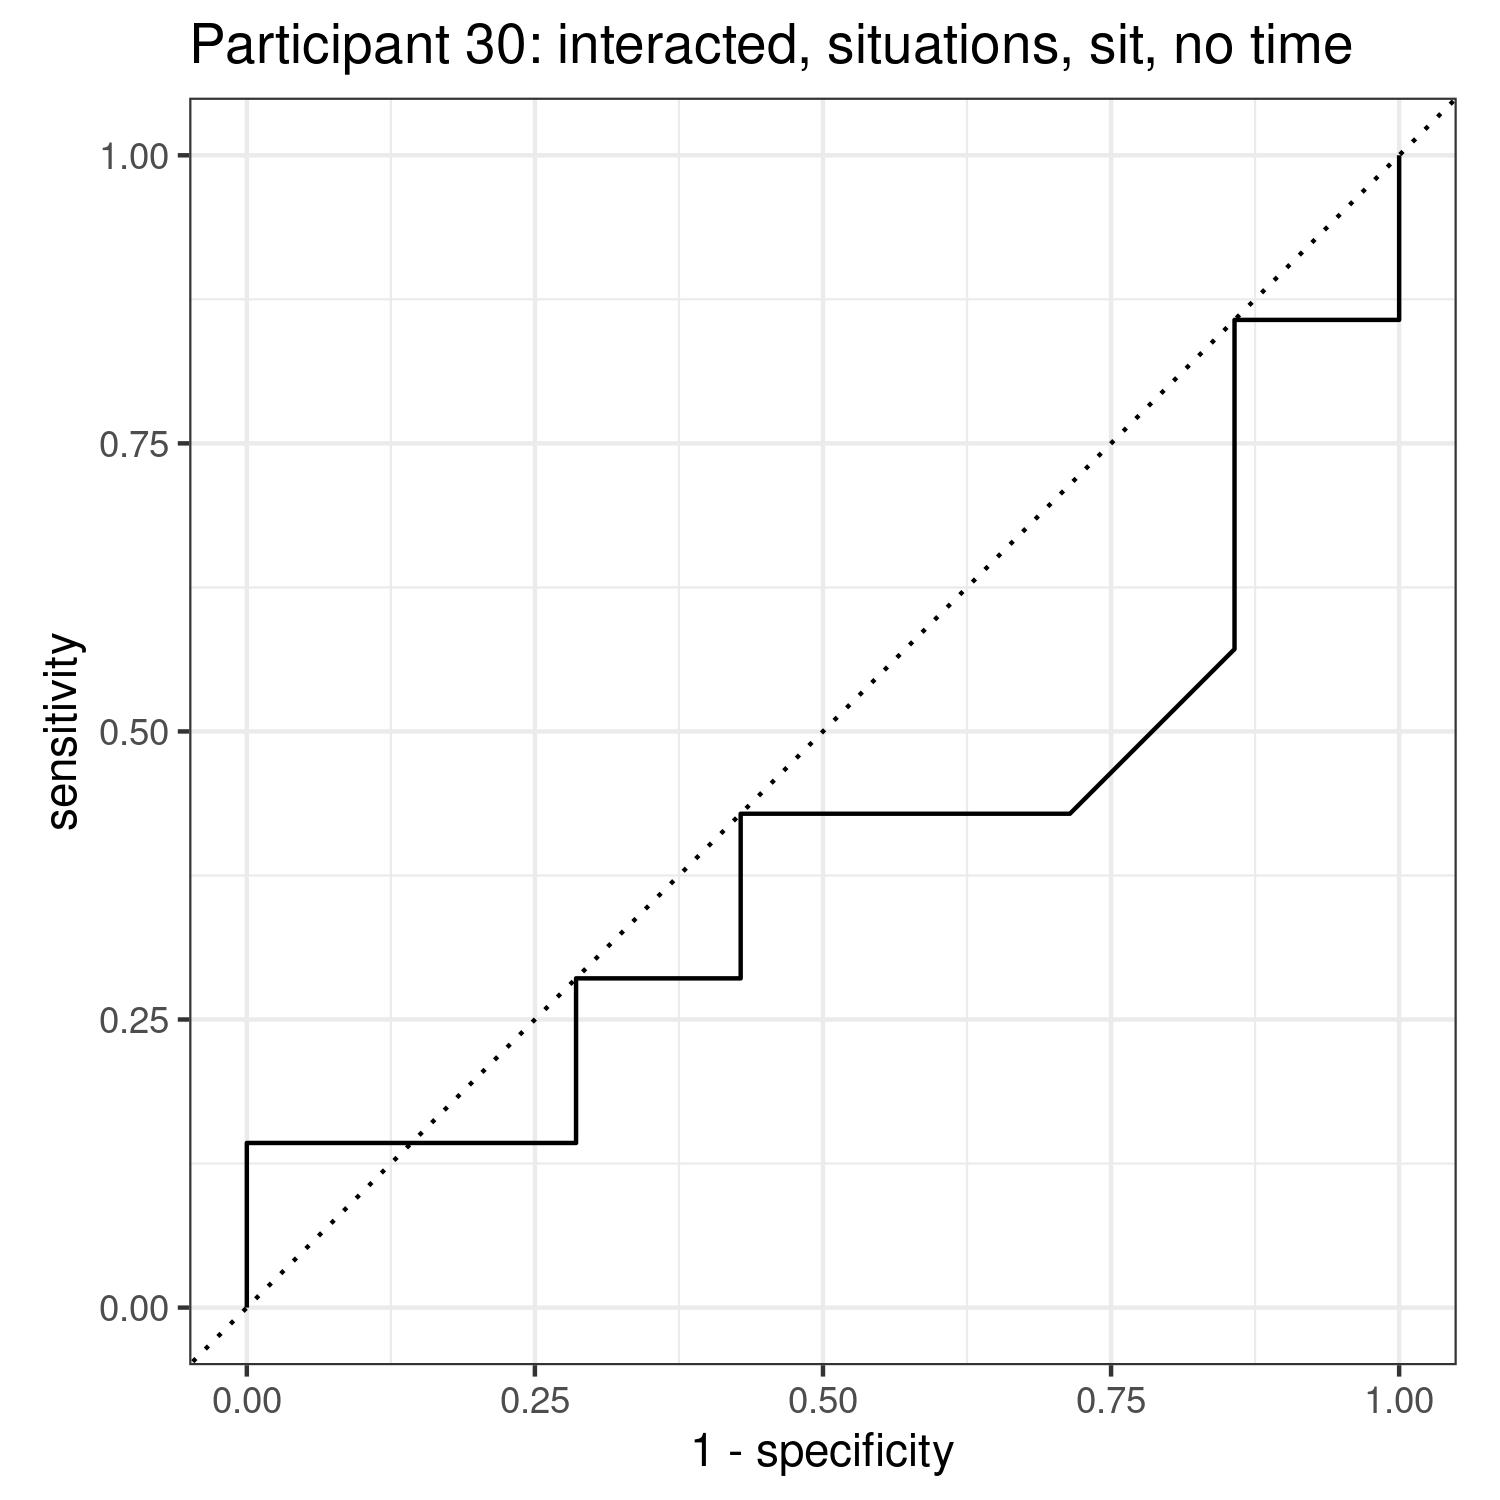 Participant 30: interacted, situations, sit, no time
1.00
0.75
0.50
0.25
0.00
sensitivity
0.00 0.25 0.50 0.75 1.00
1 - specificity